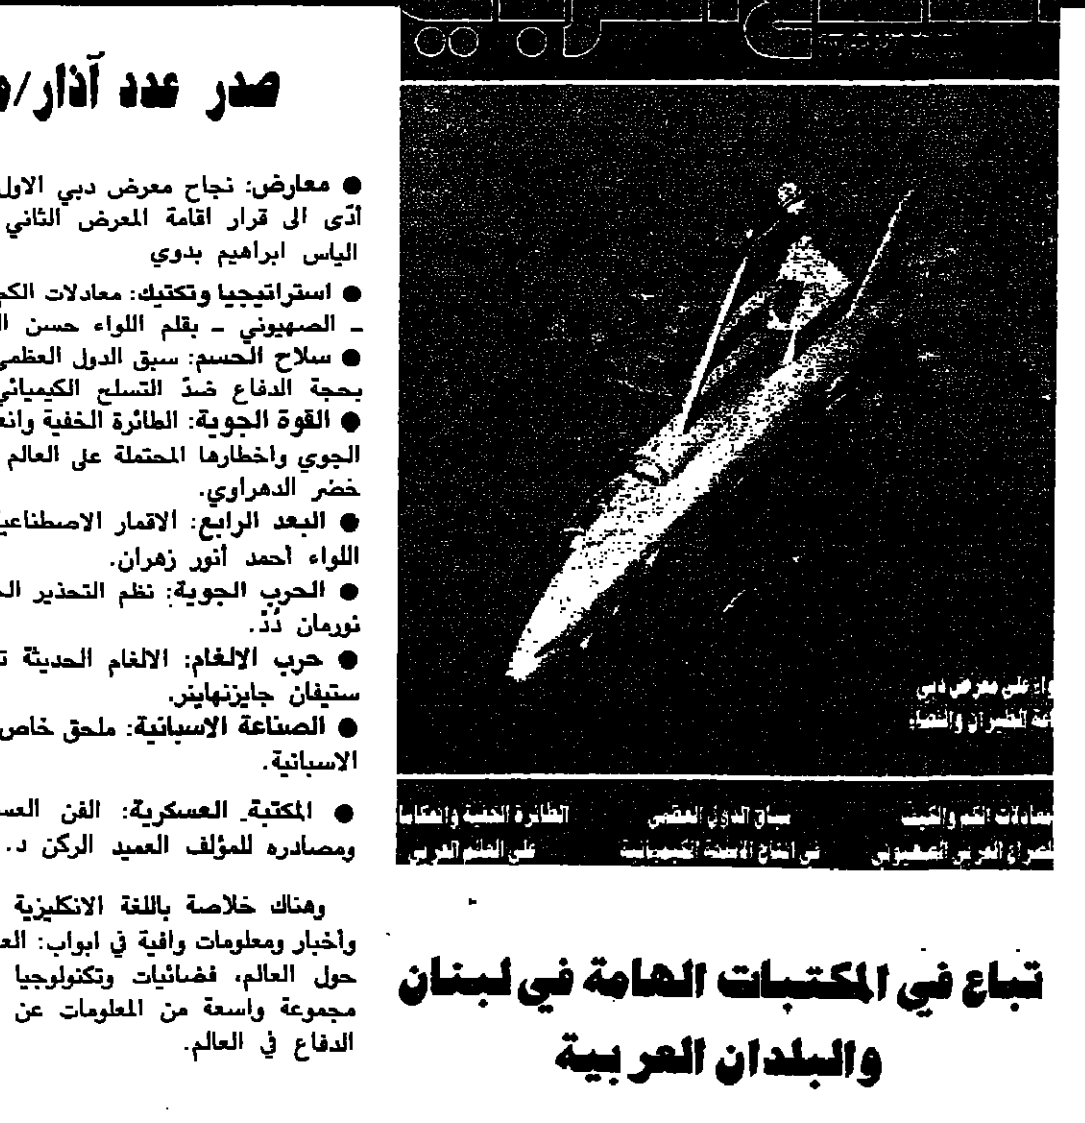 صدر عدد آذار/
● معارض: نجاح معرض دبي الاول
أدّى الى قرار اقامة المعرض الثاني
الياس ابراهيم بدوي
● استراتيجيا وتكتيك: معادلات الكم
ـ الصهيوني ـ بقلم اللواء حسن
● سلاح الحسم: سبق الدول العظمى
بحجة الدفاع ضدّ التسلح الكيميائي
● القوة الجوية: الطائرة الخفية
الجوي واخطارها المحتملة على العالم
خضر الدهراوي.
● البعد الرابع: الاقمار الاصطناعية
اللواء أحمد أنور زهران.
● الحرب الجوية: نظم التحذير
نورمان دُدّ.
● حرب الالغام: الالغام الحديثة
ستيفان جايزنهاينر.
● الصناعة الاسبانية: ملحق خاص
الاسبانية.
● المكتبة العسكرية: الفن
ومصادره للمؤلف العميد الركن د.
وهناك خلاصة باللغة الانكليزية
وأخبار ومعلومات وافية في ابواب:
حول العالم، فضائيات وتكنولوجيا
مجموعة واسعة من المعلومات عن
الدفاع في العالم.
على معرض دبي
الطيران والفضاء
معادلات الكم والكيف
الصراع العربي الصهيوني
سباق الدول العظمى
في انتاج الاسلحة الكيميائية
الطائرة الخفية وانعكاسا
على العالم العربي
تباع في المكتبات الهامة في لبنان
والبلدان العربية